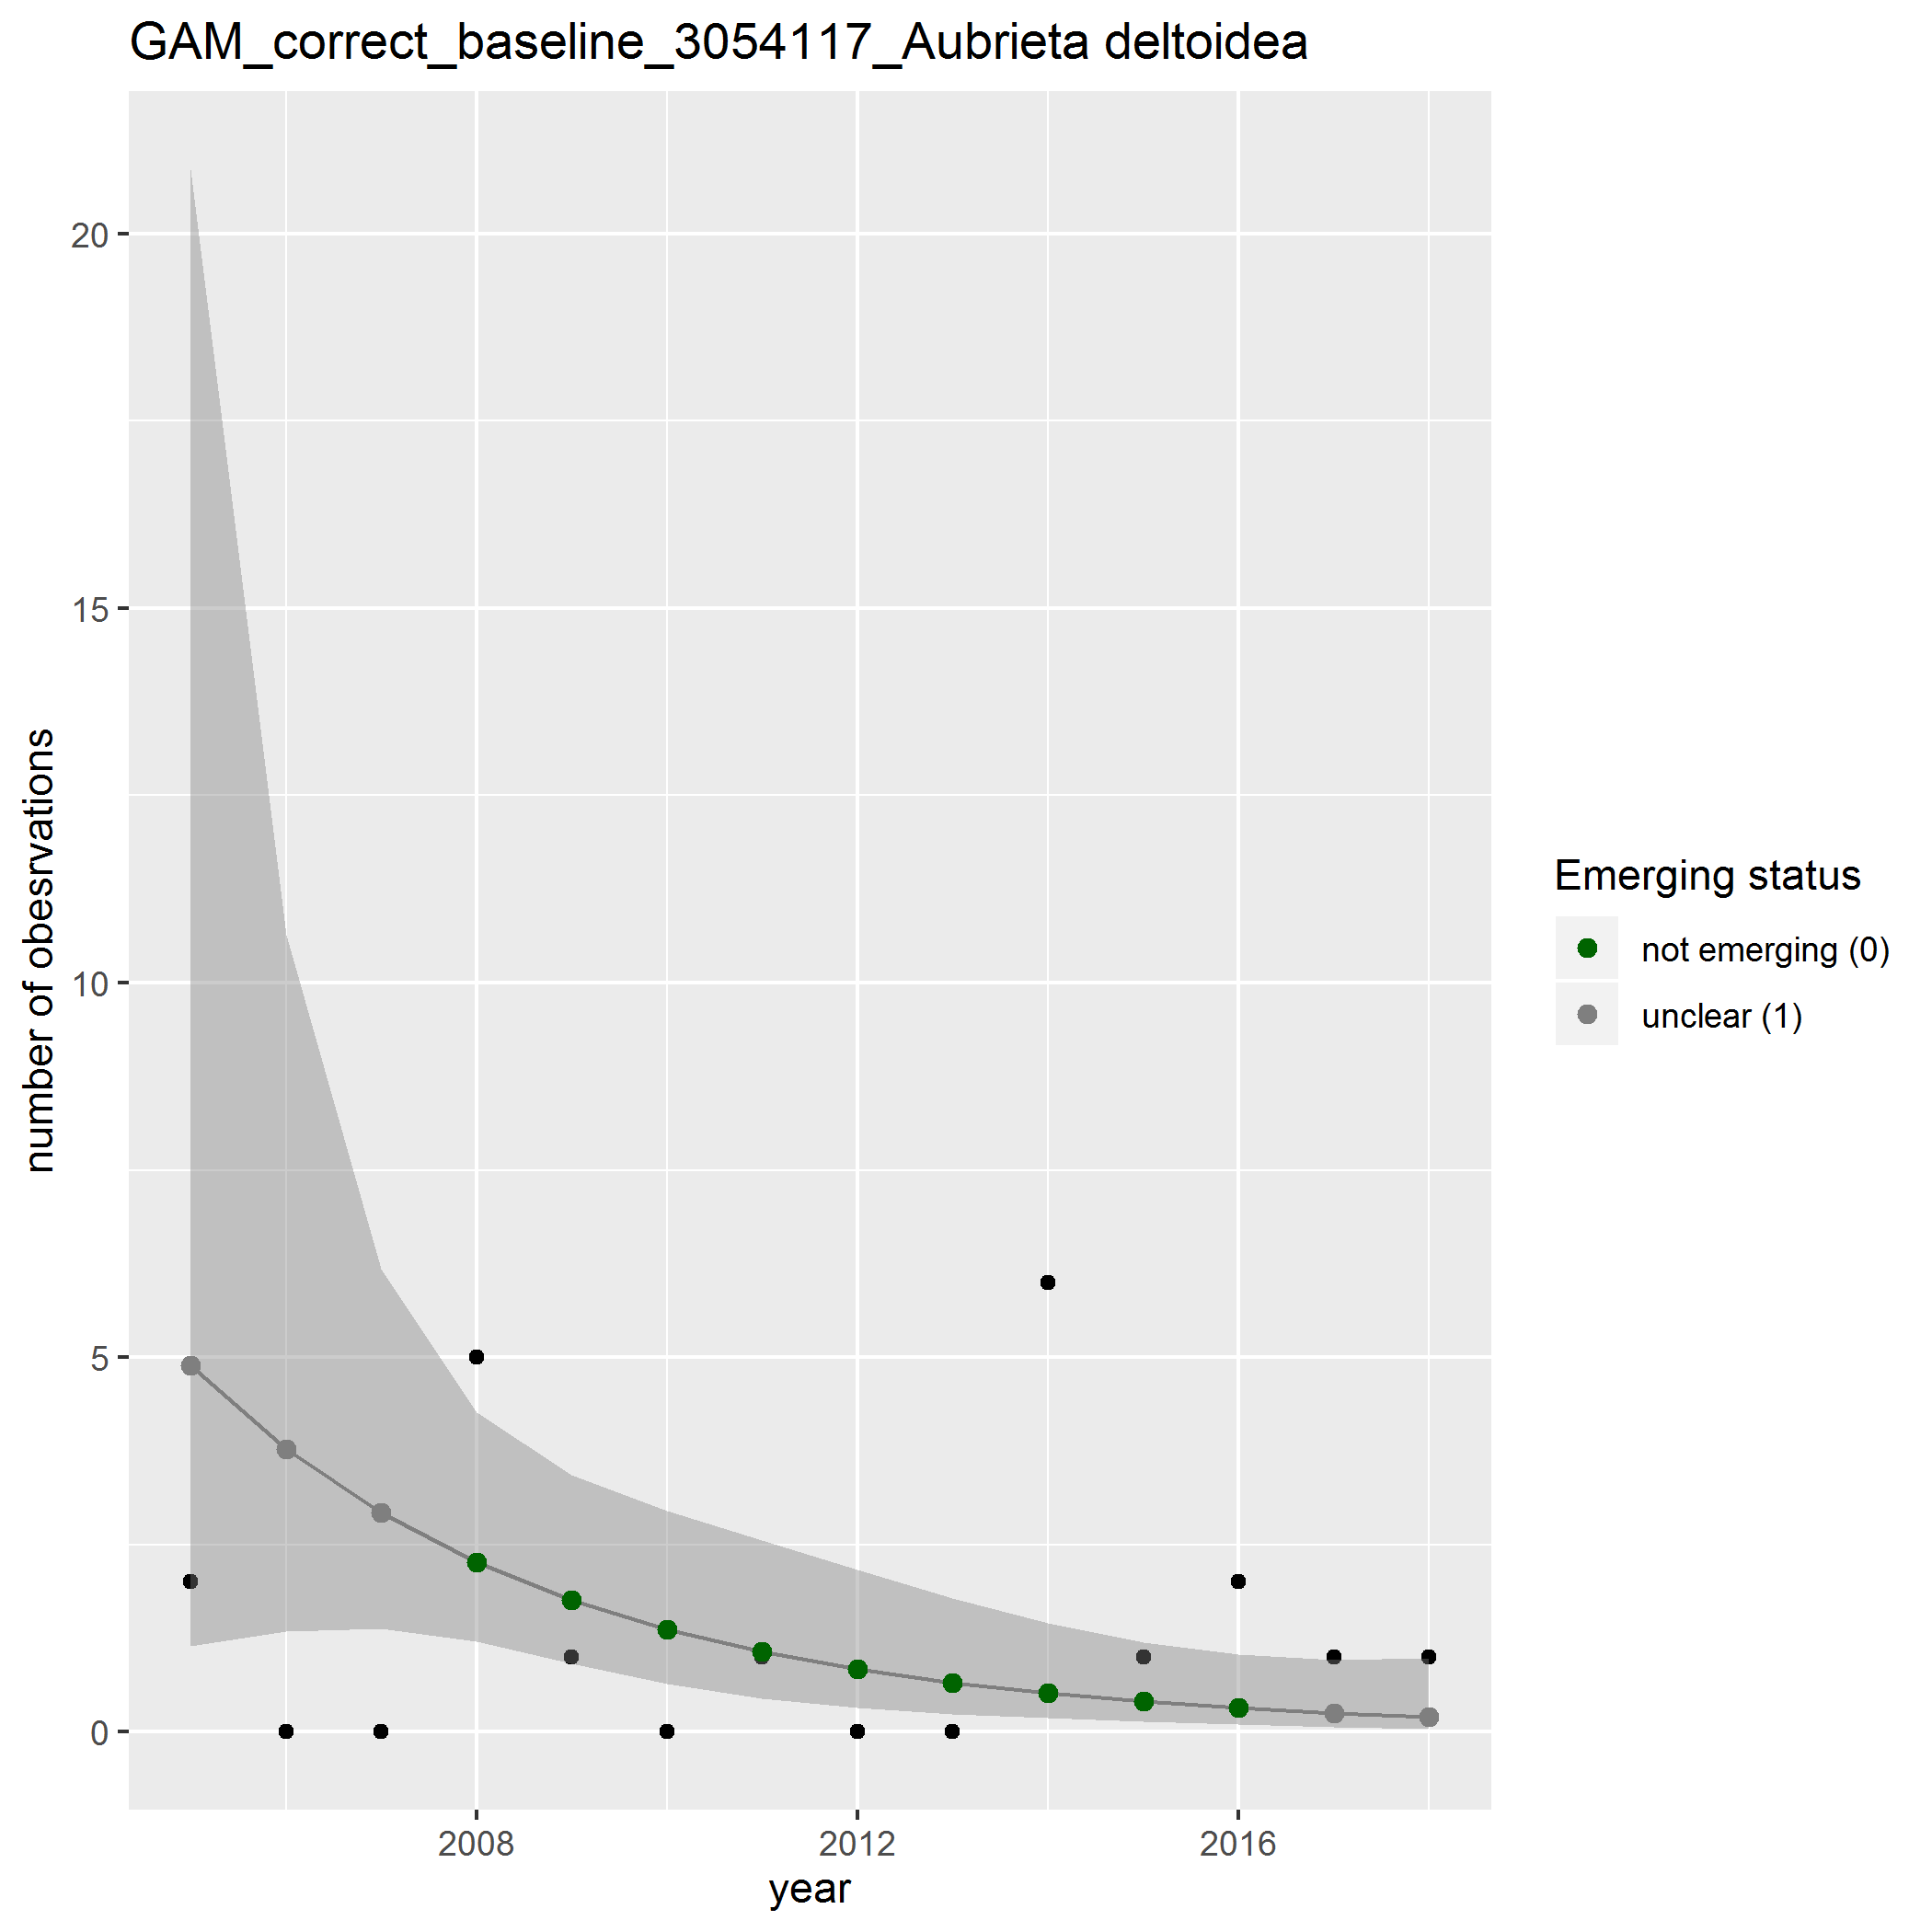 GAM_correct_baseline_3054117_Aubrieta deltoidea
20
15
10
5
0
number of obesrvations
2008
2012
2016
year
Emerging status
not emerging (0)
unclear (1)